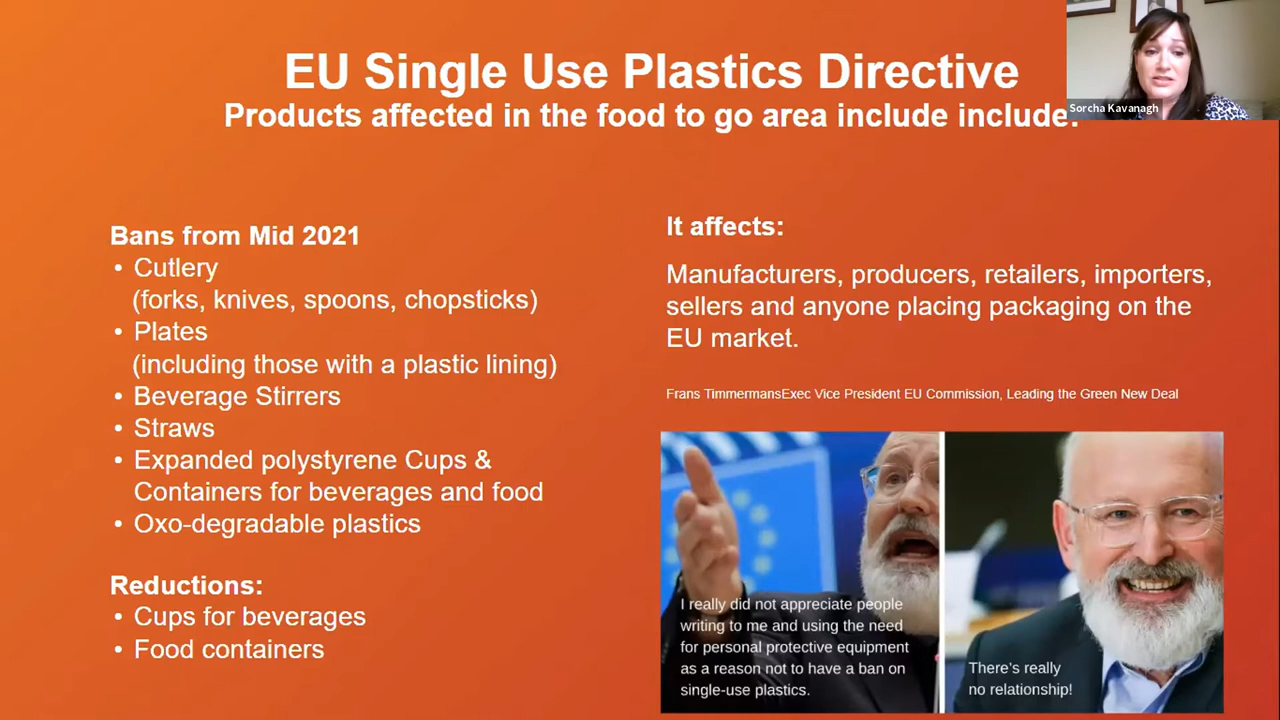 EU Single Use Plastics Directive
Products affected in the food to go area include include:
Sorcha Kavanagh
Bans from Mid 2021
• Cutlery
(forks, knives, spoons, chopsticks)
• Plates
(including those with a plastic lining)
• Beverage Stirrers
• Straws
• Expanded polystyrene Cups &
Containers for beverages and food
• Oxo-degradable plastics
Reductions:
• Cups for beverages
• Food containers
It affects:
Manufacturers, producers, retailers, importers,
sellers and anyone placing packaging on the
EU market.
Frans TimmermansExec Vice President EU Commission, Leading the Green New Deal
I really did not appreciate people
writing to me and using the need
for personal protective equipment
as a reason not to have a ban on
single-use plastics.
There's really
no relationship!